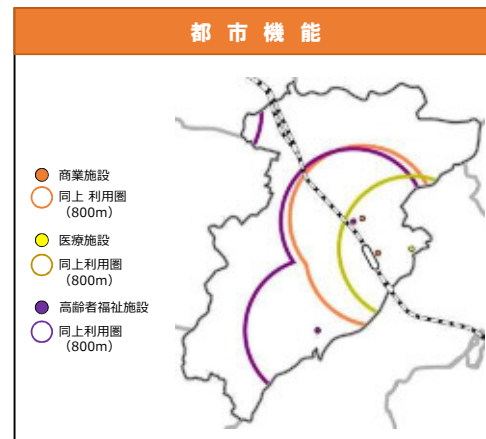 都市機能
商業施設
同上 利用圏
（800m）
医療施設
同上利用圏
（800m）
高齢者福祉施設
同上利用圏
（800m）